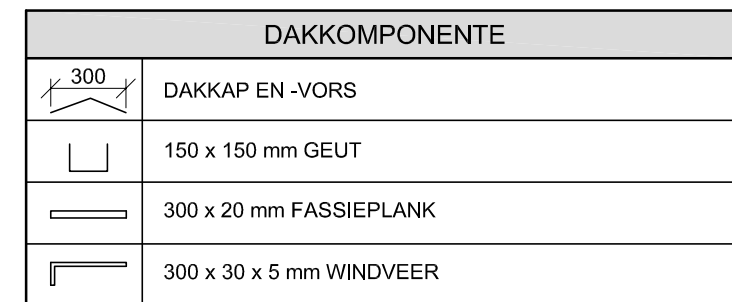 DAKKOMPONENTE
300
DAKKAP EN -VORS
150 x 150 mm GEUT
300 x 20 mm FASSIEPLANK
300 x 30 x 5 mm WINDVEER